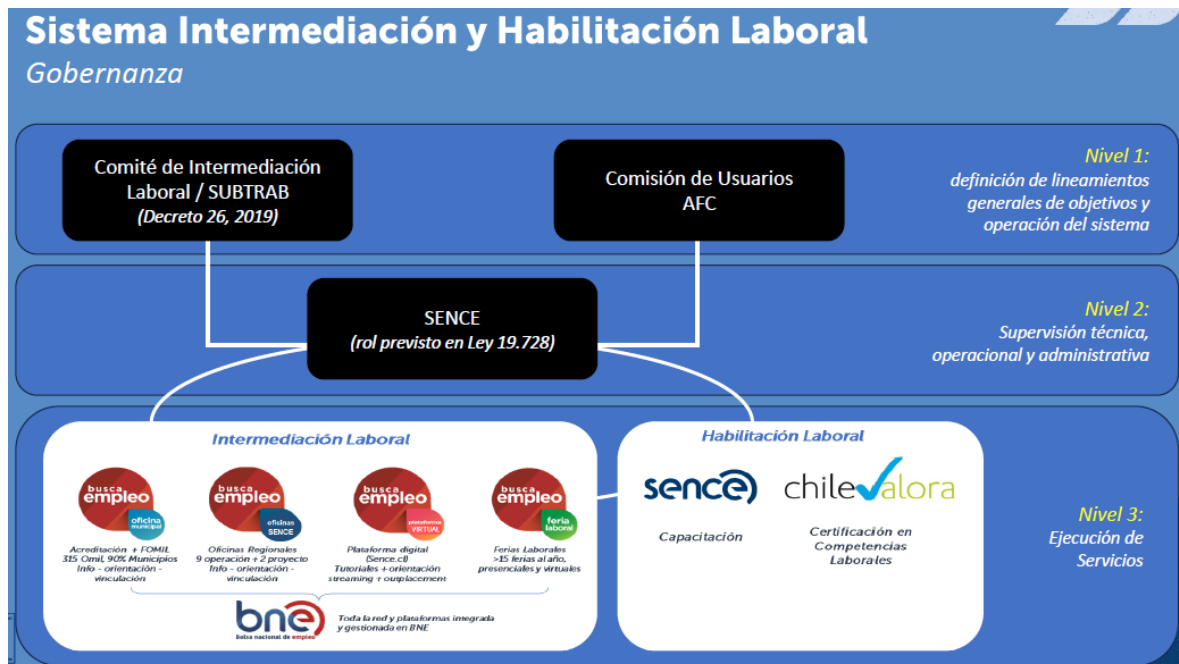 Sistema Intermediación y Habilitación Laboral
Gobernanza
Comité de Intermediación
Laboral / SUBTRAB
(Decreto 26, 2019)
Comisión de Usuarios
AFC
Nivel 1:
definición de lineamientos
generales de objetivos y
operación del sistema
SENCE
(rol previsto en Ley 19.728)
Nivel 2:
Supervisión técnica,
operacional y administrativa
Intermediación Laboral
busca
empleo
oficina
municipal
Acreditación + FOMIL
315 Omil, 90% Municipios
Info - orientación -
vinculación
busca
empleo
oficinas
SENCE
Oficinas Regionales
9 operación + 2 proyecto
Info - orientación -
vinculación
busca
empleo
plataforma
VIRTUAL
Plataforma digital
(Sence.cl)
Tutoriales + orientación
streaming + outplacement
busca
empleo
feria
laboral
Ferias Laborales
>15 ferias al año,
presenciales y virtuales
bne
Bolsa nacional de empleo
Toda la red y plataformas integrada
y gestionada en BNE
Habilitación Laboral
sence
Capacitación
chilevalora
Certificación en
Competencias
Laborales
Nivel 3:
Ejecución de
Servicios